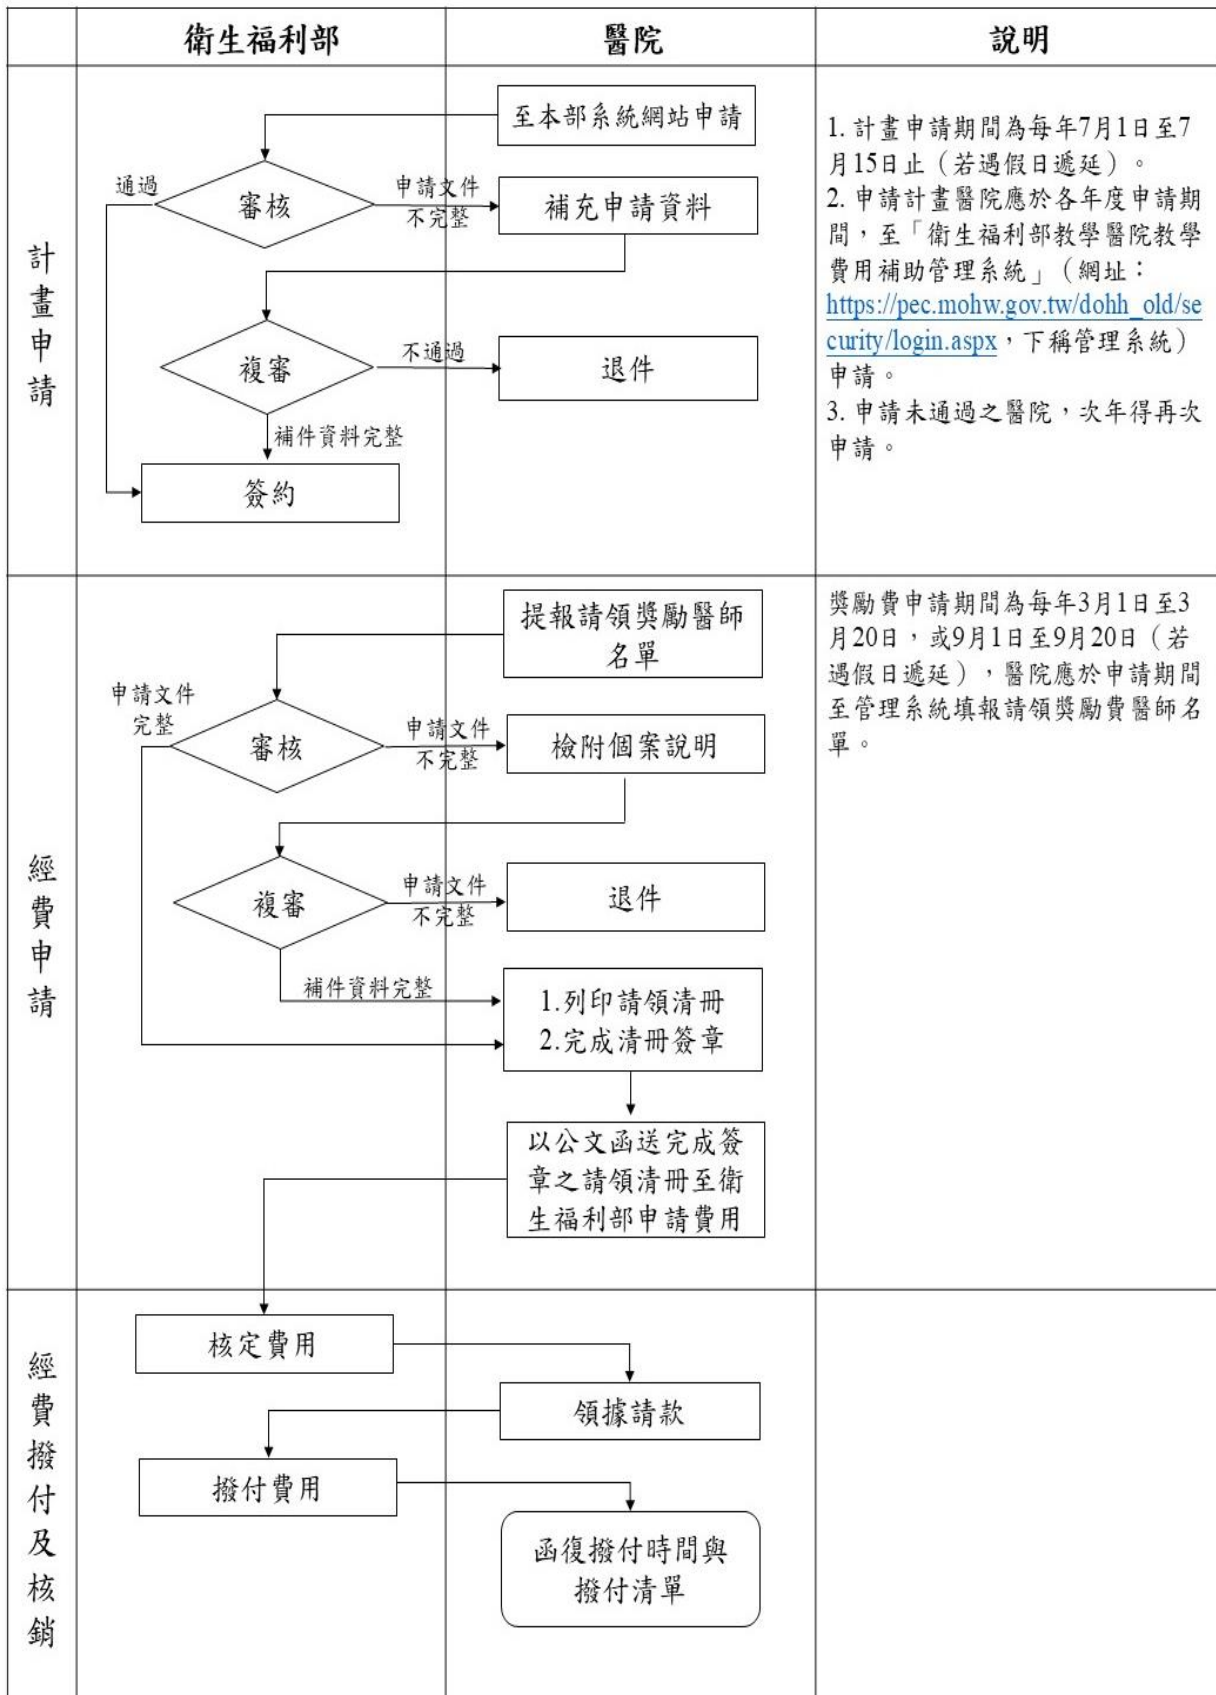 衛生福利部
醫院
說明
計畫申請
至本部系統網站申請
通過
審核
申請文件
不完整
補充申請資料
複審
不通過
退件
補件資料完整
簽約
1. 計畫申請期間為每年7月1日至7
月15日止（若遇假日遞延）。
2. 申請計畫醫院應於各年度申請期
間，至「衛生福利部教學醫院教學
費用補助管理系統」（網址：
https://pec.mohw.gov.tw/dohh_old/se
curity/login.aspx，下稱管理系統）
申請。
3. 申請未通過之醫院，次年得再次
申請。
經費申請
提報請領獎勵醫師
名單
申請文件
完整
審核
申請文件
不完整
檢附個案說明
複審
申請文件
不完整
退件
補件資料完整
1.列印請領清冊
2.完成清冊簽章
以公文函送完成簽
章之請領清冊至衛
生福利部申請費用
獎勵費申請期間為每年3月1日至3
月20日，或9月1日至9月20日（若
遇假日遞延），醫院應於申請期間
至管理系統填報請領獎勵費醫師名
單。
經費撥付及核銷
核定費用
領據請款
撥付費用
函復撥付時間與
撥付清單